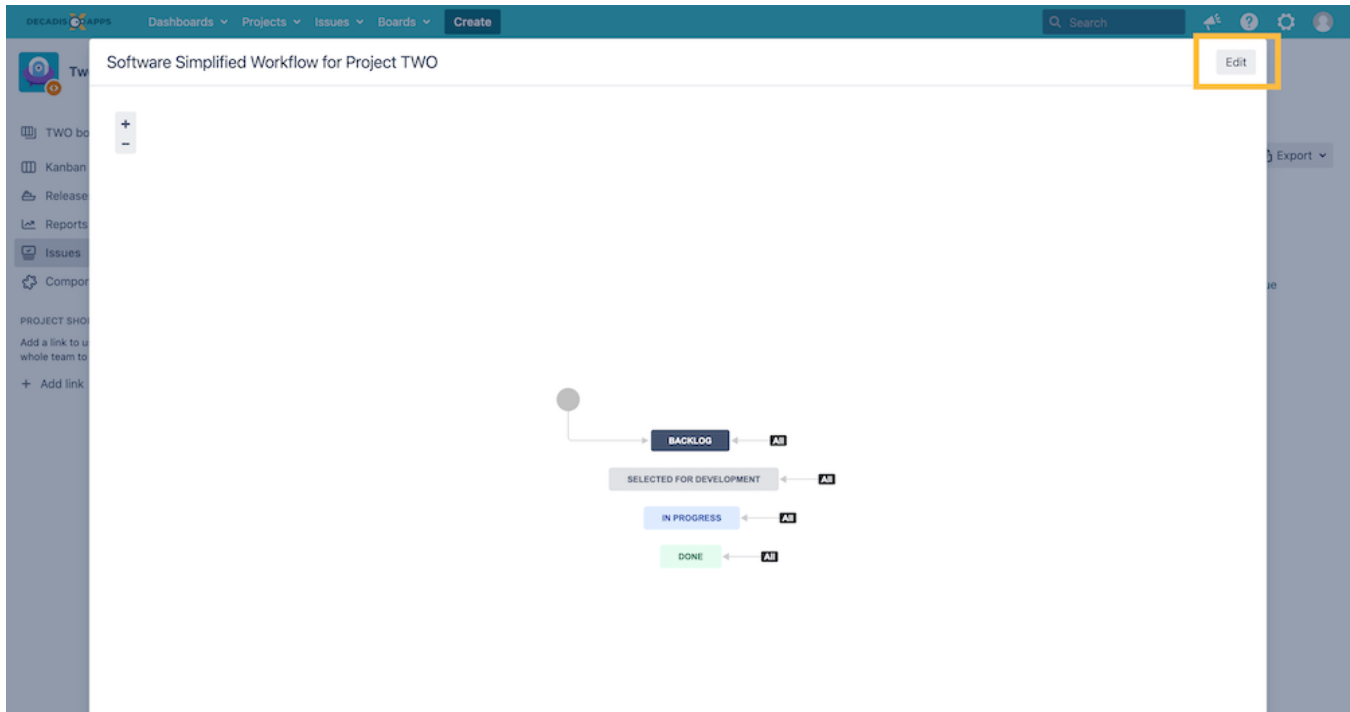 DECADIS APPS Dashboards Projects Issues Boards Create Search
Tw
Software Simplified Workflow for Project TWO Edit
+
−
TWO bo
Kanban
Export
Release
Reports
Issues
Compor
ue
PROJECT SHO
Add a link to u
whole team to
+ Add link
BACKLOG All
SELECTED FOR DEVELOPMENT All
IN PROGRESS All
DONE All